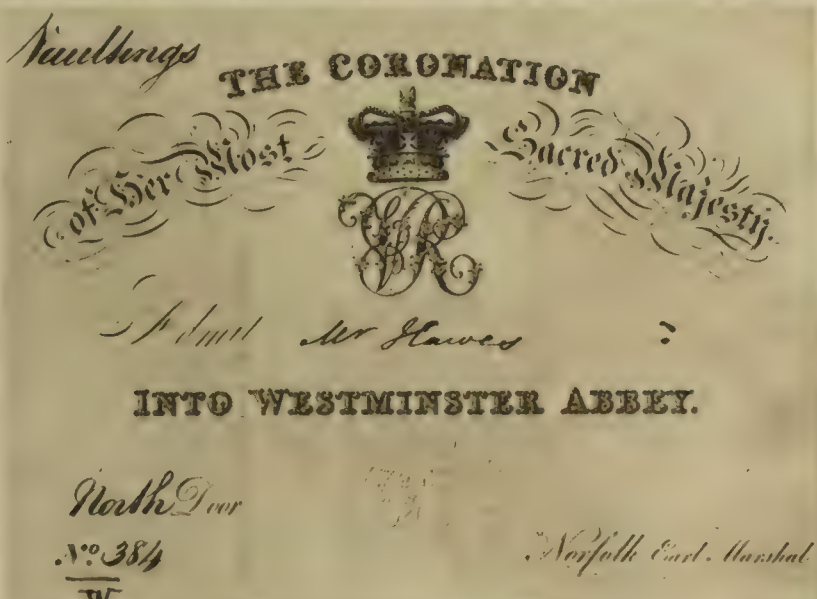 Vaultings
THE CORONATION
of Her Most Sacred Majesty.
VR
Admit Mr Hawes
INTO WESTMINSTER ABBEY.
North Door
No. 384
W
Norfolk Earl Marshal